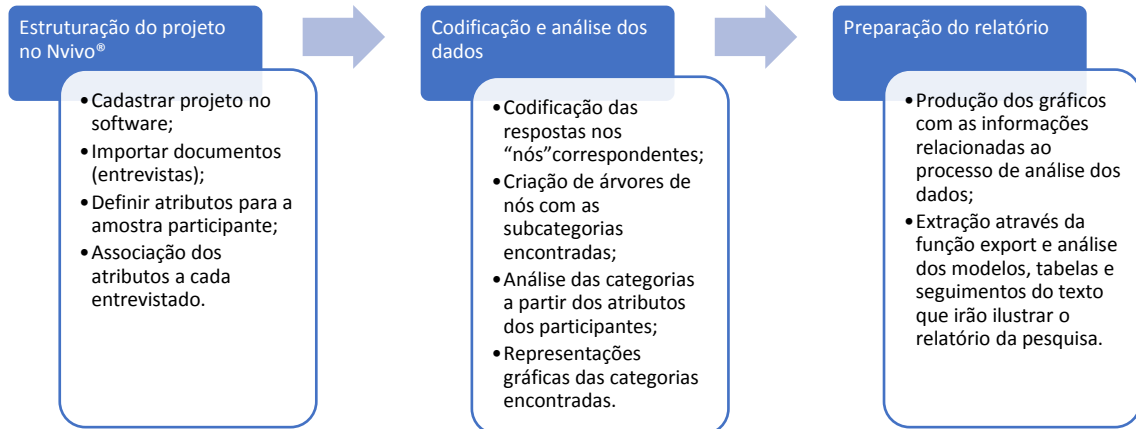 Estruturação do projeto
no Nvivo®
•Cadastrar projeto no
software;
•Importar documentos
(entrevistas);
•Definir atributos para a
amostra participante;
•Associação dos
atributos a cada
entrevistado.
Codificação e análise dos
dados
•Codificação das
respostas nos
“nós”correspondentes;
•Criação de árvores de
nós com as
subcategorias
encontradas;
•Análise das categorias
a partir dos atributos
dos participantes;
•Representações
gráficas das categorias
encontradas.
Preparação do relatório
•Produção dos gráficos
com as informações
relacionadas ao
processo de análise dos
dados;
•Extração através da
função export e análise
dos modelos, tabelas e
seguimentos do texto
que irão ilustrar o
relatório da pesquisa.